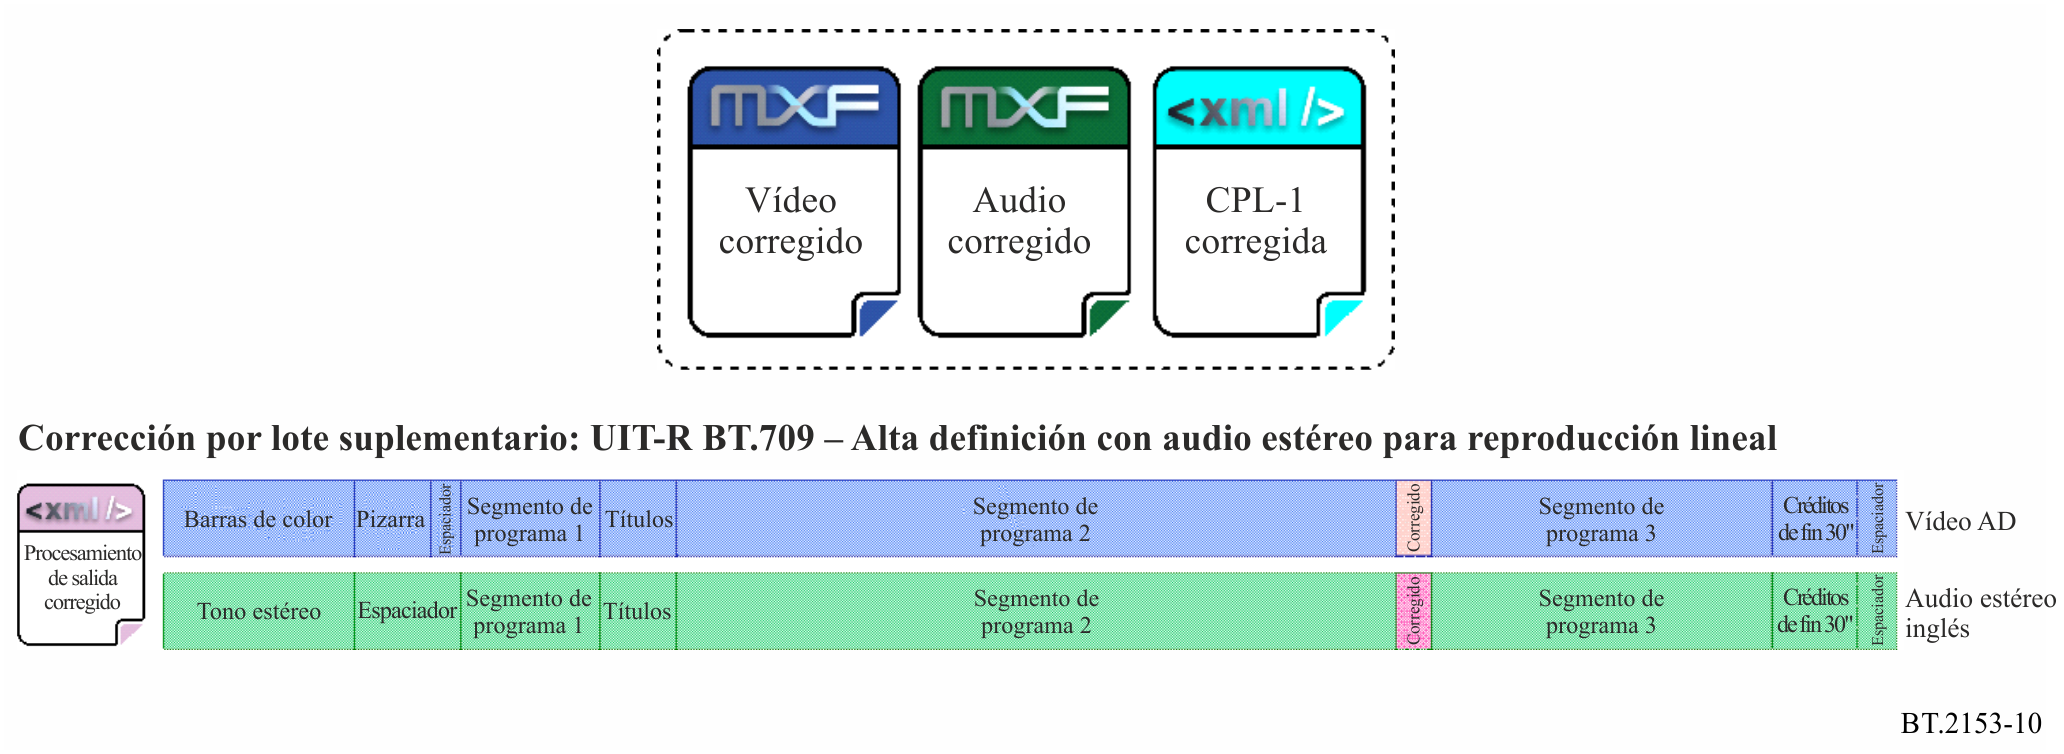 mxf
mxf
<xml />
Vídeo
corregido
Audio
corregido
CPL-1
corregida
Corrección por lote suplementario: UIT-R BT.709 – Alta definición con audio estéreo para reproducción lineal
<xml />
Procesamiento
de salida
corregido
Barras de color
Pizarra
Espaciador
Segmento de
programa 1
Títulos
Segmento de
programa 2
Corregido
Segmento de
programa 3
Créditos
de fin 30"
Espaciador
Vídeo AD
Tono estéreo
Espaciador
Segmento de
programa 1
Títulos
Segmento de
programa 2
Corregido
Segmento de
programa 3
Créditos
de fin 30"
Espaciador
Audio estéreo
inglés
BT.2153-10